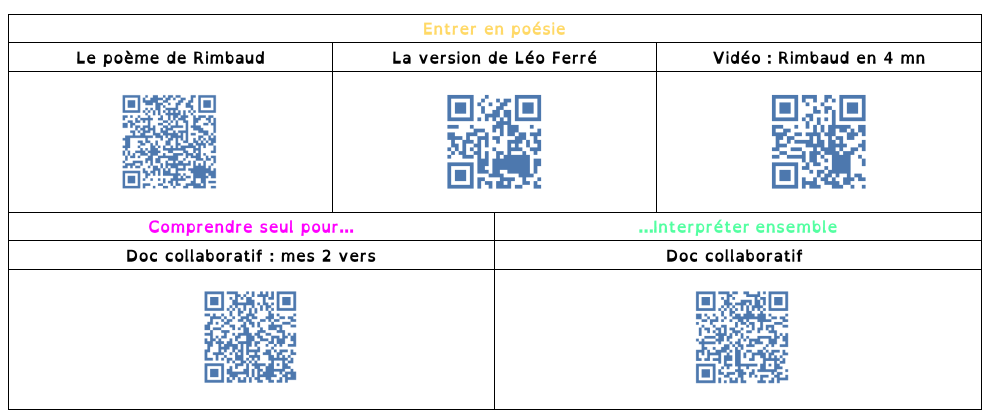 Entrer en poésie
Le poème de Rimbaud
La version de Léo Ferré
Vidéo : Rimbaud en 4 mn
Comprendre seul pour...
...Interpréter ensemble
Doc collaboratif : mes 2 vers
Doc collaboratif